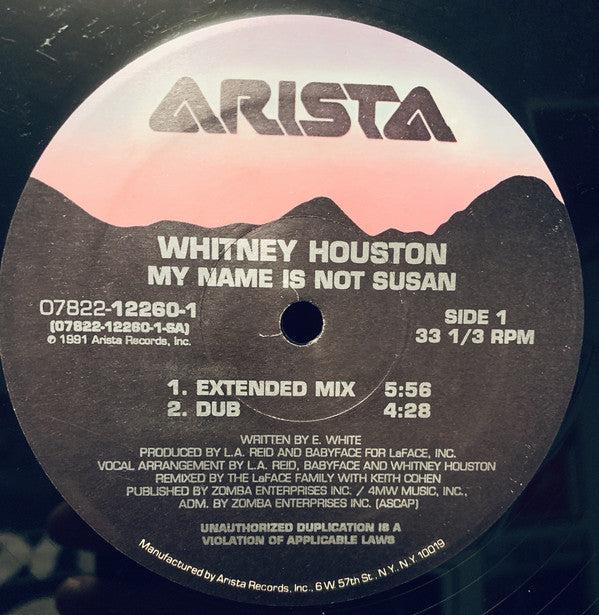 ARISTA
WHITNEY HOUSTON
MY NAME IS NOT SUSAN
07822-12260-1
(07822-12260-1-SA)
℗ 1991 Arista Records, Inc.
SIDE 1
33 1/3 RPM
1. EXTENDED MIX 5:56
2. DUB 4:28
WRITTEN BY E. WHITE
PRODUCED BY L.A. REID AND BABYFACE FOR LaFACE, INC.
VOCAL ARRANGEMENT BY L.A. REID, BABYFACE AND WHITNEY HOUSTON
REMIXED BY THE LaFACE FAMILY WITH KEITH COHEN
PUBLISHED BY ZOMBA ENTERPRISES INC. / 4MW MUSIC, INC.,
ADM. BY ZOMBA ENTERPRISES INC. (ASCAP)
UNAUTHORIZED DUPLICATION IS A
VIOLATION OF APPLICABLE LAWS
Manufactured by Arista Records, Inc., 6 W. 57th St., N.Y. N.Y. 10019